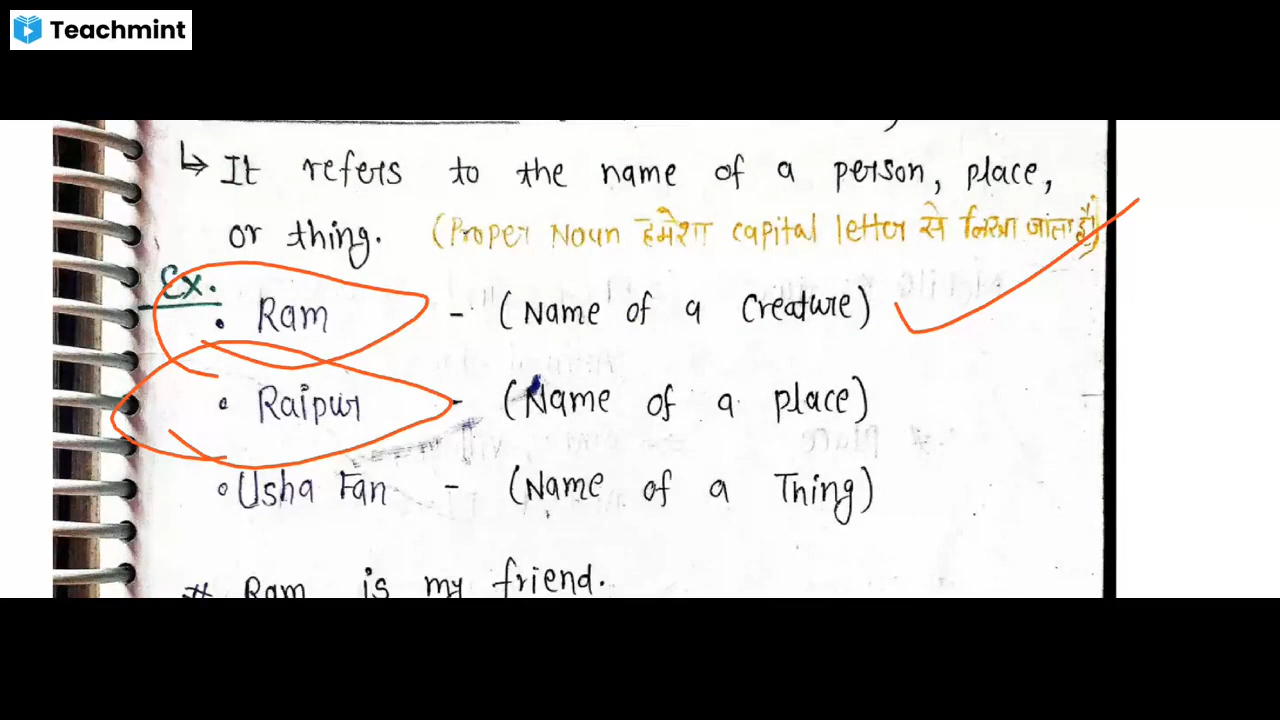 Teachmint
↳ It refers to the name of a person, place,
or thing. (Proper Noun हमेशा capital letter से लिखा जाता है)
Ex.
• Ram - (Name of a Creature)
• Raipur - (Name of a place)
• Usha Fan - (Name of a Thing)
# Ram is my friend.